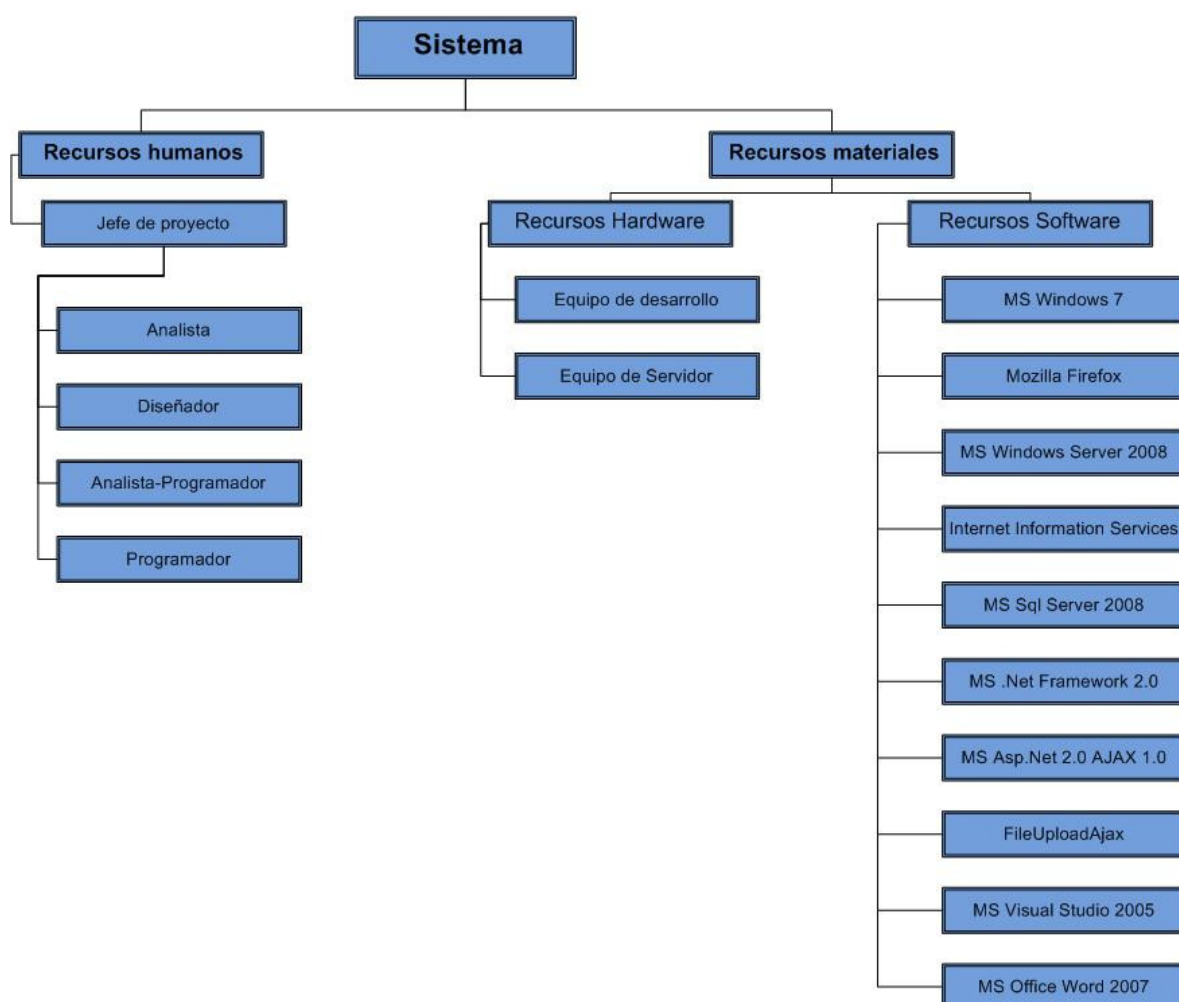 Sistema
Recursos humanos
Jefe de proyecto
Analista
Diseñador
Analista-Programador
Programador
Recursos materiales
Recursos Hardware
Equipo de desarrollo
Equipo de Servidor
Recursos Software
MS Windows 7
Mozilla Firefox
MS Windows Server 2008
Internet Information Services
MS Sql Server 2008
MS .Net Framework 2.0
MS Asp.Net 2.0 AJAX 1.0
FileUploadAjax
MS Visual Studio 2005
MS Office Word 2007